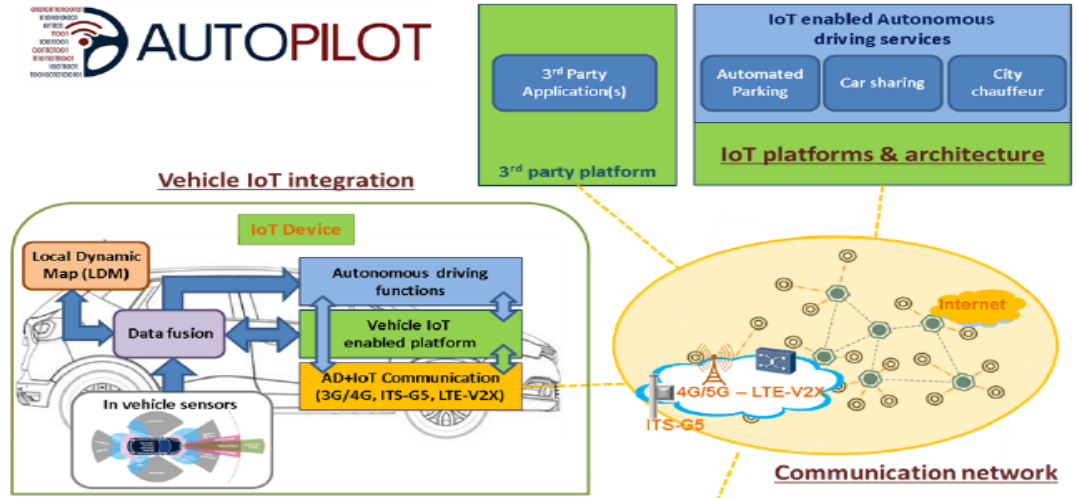 AUTOPILOT
3rd Party
Application(s)
3rd party platform
IoT enabled Autonomous
driving services
Automated
Parking
Car sharing
City
chauffeur
IoT platforms & architecture
Vehicle IoT integration
IoT Device
Local Dynamic
Map (LDM)
Autonomous driving
functions
Data fusion
Vehicle IoT
enabled platform
AD+IoT Communication
(3G/4G, ITS-G5, LTE-V2X)
In vehicle sensors
Internet
4G/5G – LTE-V2X
ITS-G5
Communication network